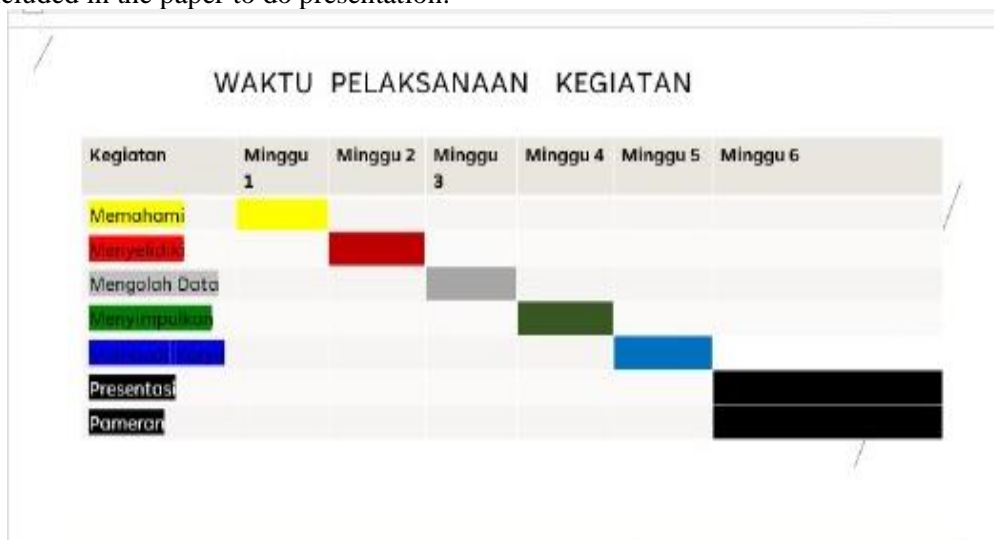 cluded in the paper to do presentation.
WAKTU PELAKSANAAN KEGIATAN
Kegiatan Minggu 1 Minggu 2 Minggu 3 Minggu 4 Minggu 5 Minggu 6
Memahami
Menyelidiki
Mengolah Data
Menyimpulkan
Presentasi
Pameran